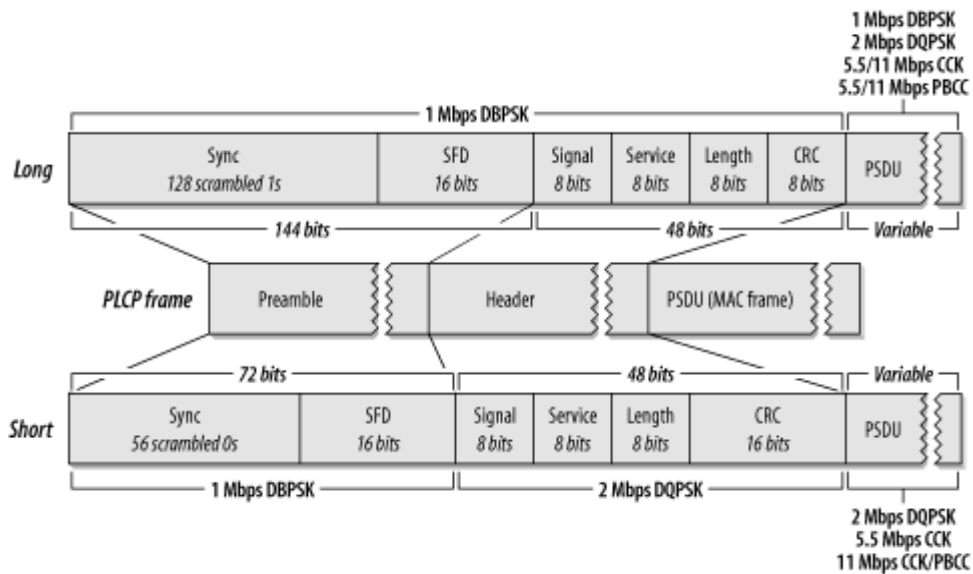 1 Mbps DBPSK
2 Mbps DQPSK
5.5/11 Mbps CCK
5.5/11 Mbps PBCC
1 Mbps DBPSK
Long
Sync
128 scrambled 1s
SFD
16 bits
Signal
8 bits
Service
8 bits
Length
8 bits
CRC
8 bits
PSDU
144 bits
48 bits
Variable
PLCP frame
Preamble
Header
PSDU (MAC frame)
72 bits
48 bits
Variable
Short
Sync
56 scrambled 0s
SFD
16 bits
Signal
8 bits
Service
8 bits
Length
8 bits
CRC
16 bits
PSDU
1 Mbps DBPSK
2 Mbps DQPSK
2 Mbps DQPSK
5.5 Mbps CCK
11 Mbps CCK/PBCC